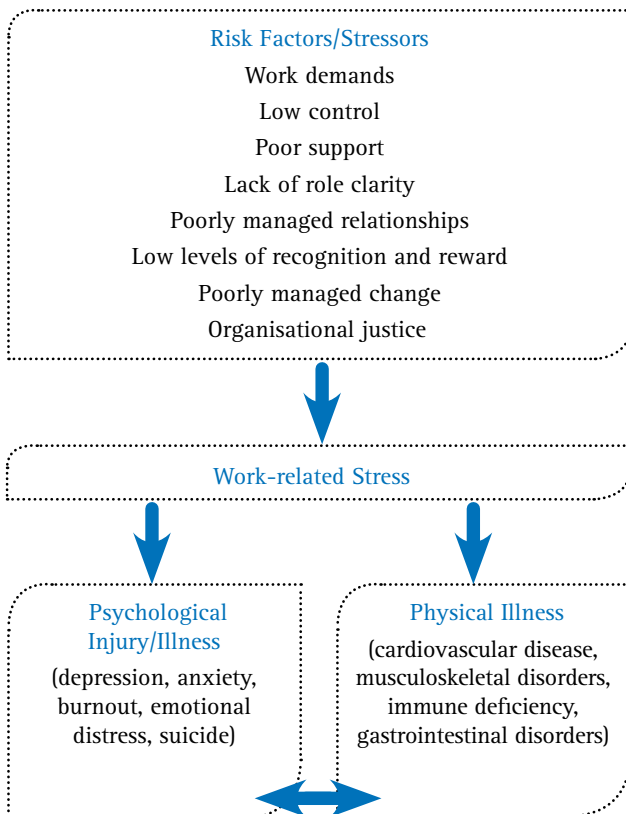 Risk Factors/Stressors
Work demands
Low control
Poor support
Lack of role clarity
Poorly managed relationships
Low levels of recognition and reward
Poorly managed change
Organisational justice
Work-related Stress
Psychological
Injury/Illness
(depression, anxiety,
burnout, emotional
distress, suicide)
Physical Illness
(cardiovascular disease,
musculoskeletal disorders,
immune deficiency,
gastrointestinal disorders)